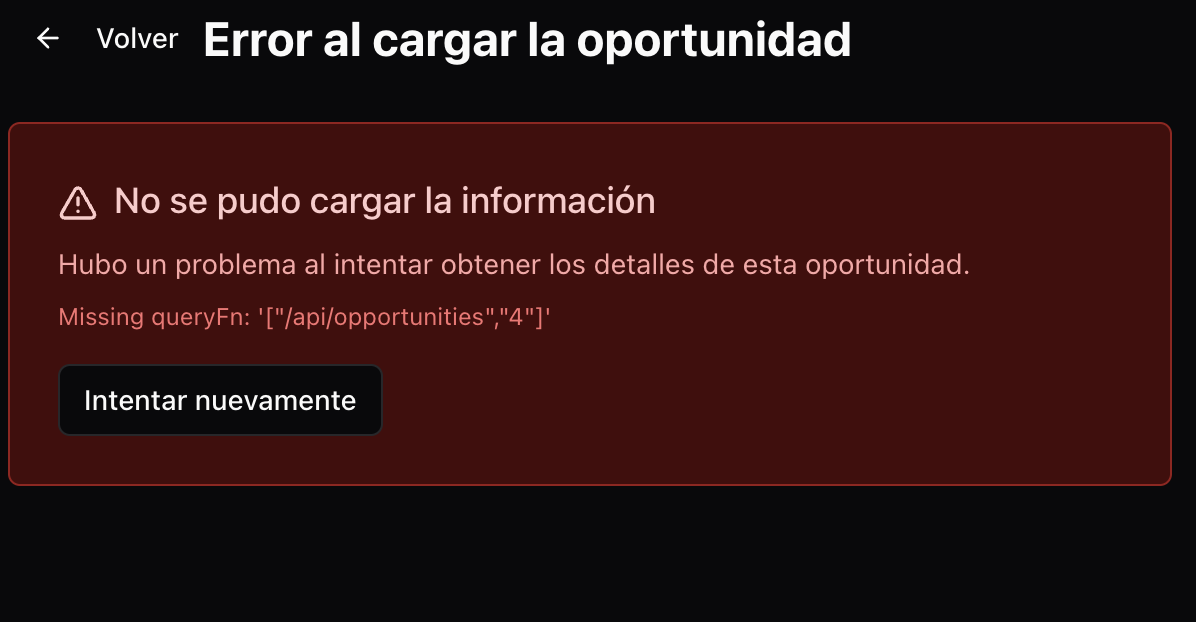 Volver Error al cargar la oportunidad
No se pudo cargar la información
Hubo un problema al intentar obtener los detalles de esta oportunidad.
Missing queryFn: '["/api/opportunities","4"]'
Intentar nuevamente